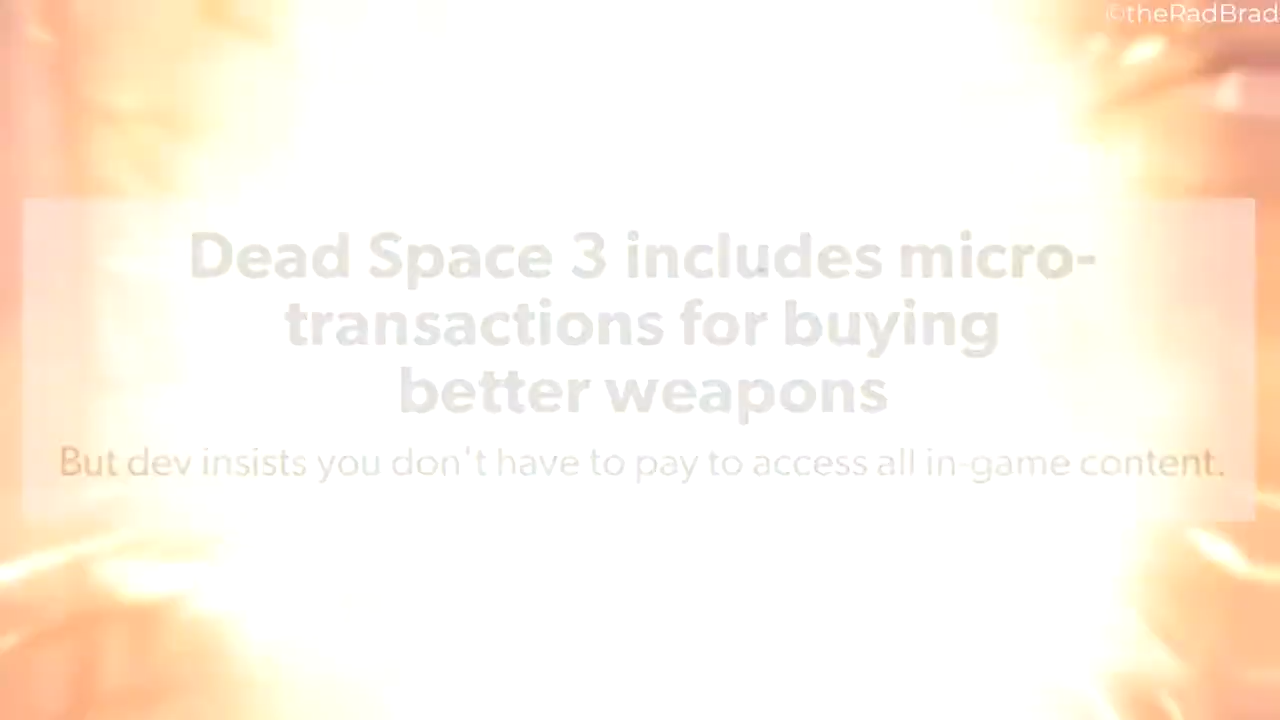 ©theRadBrad
Dead Space 3 includes micro-
transactions for buying
better weapons
But dev insists you don't have to pay to access all in-game content.